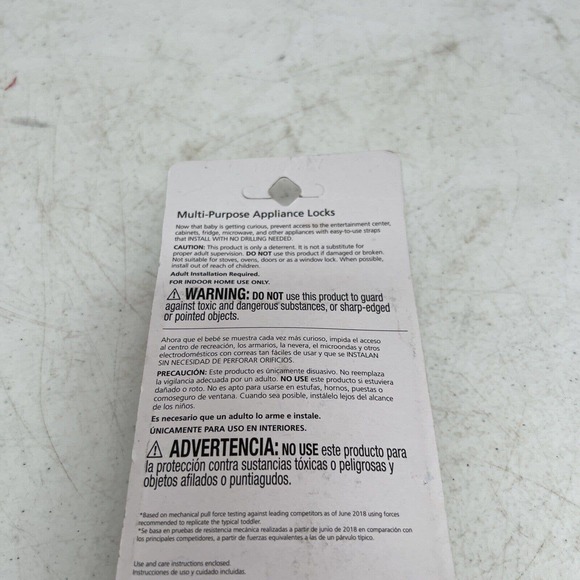 Multi-Purpose Appliance Locks
Now that baby is getting curious, prevent access to the entertainment center,
cabinets, fridge, microwave, and other appliances with easy-to-use straps
that INSTALL WITH NO DRILLING NEEDED.
CAUTION: This product is only a deterrent. It is not a substitute for
proper adult supervision. DO NOT use this product if damaged or broken.
Not suitable for stoves, ovens, doors or as a window lock. When possible,
install out of reach of children.
Adult Installation Required.
FOR INDOOR HOME USE ONLY.
⚠ WARNING: DO NOT use this product to guard
against toxic and dangerous substances, or sharp-edged
or pointed objects.
Ahora que el bebé se muestra cada vez más curioso, impida el acceso
al centro de recreación, los armarios, la nevera, el microondas y otros
electrodomésticos con correas tan fáciles de usar y que se INSTALAN
SIN NECESIDAD DE PERFORAR ORIFICIOS.
PRECAUCIÓN: Este producto es únicamente disuasivo. No reemplaza
la vigilancia adecuada por un adulto. NO USE este producto si estuviera
dañado o roto. No es apto para usarse en estufas, hornos, puestas o
comoseguro de ventana. Cuando sea posible, instálelo lejos del alcance
de los niños.
Es necesario que un adulto lo arme e instale.
ÚNICAMENTE PARA USO EN INTERIORES.
⚠ ADVERTENCIA: NO USE este producto para
la protección contra sustancias tóxicas o peligrosas y
objetos afilados o puntiagudos.
*Based on mechanical pull force testing against leading competitors as of June 2018 using forces
recommended to replicate the typical toddler.
*Se basa en pruebas de resistencia mecánica realizadas a partir de junio de 2018 en comparación con
los principales competidores, a partir de fuerzas equivalentes a las de un párvulo típico.
Use and care instructions enclosed.
Instrucciones de uso y cuidado incluidas.